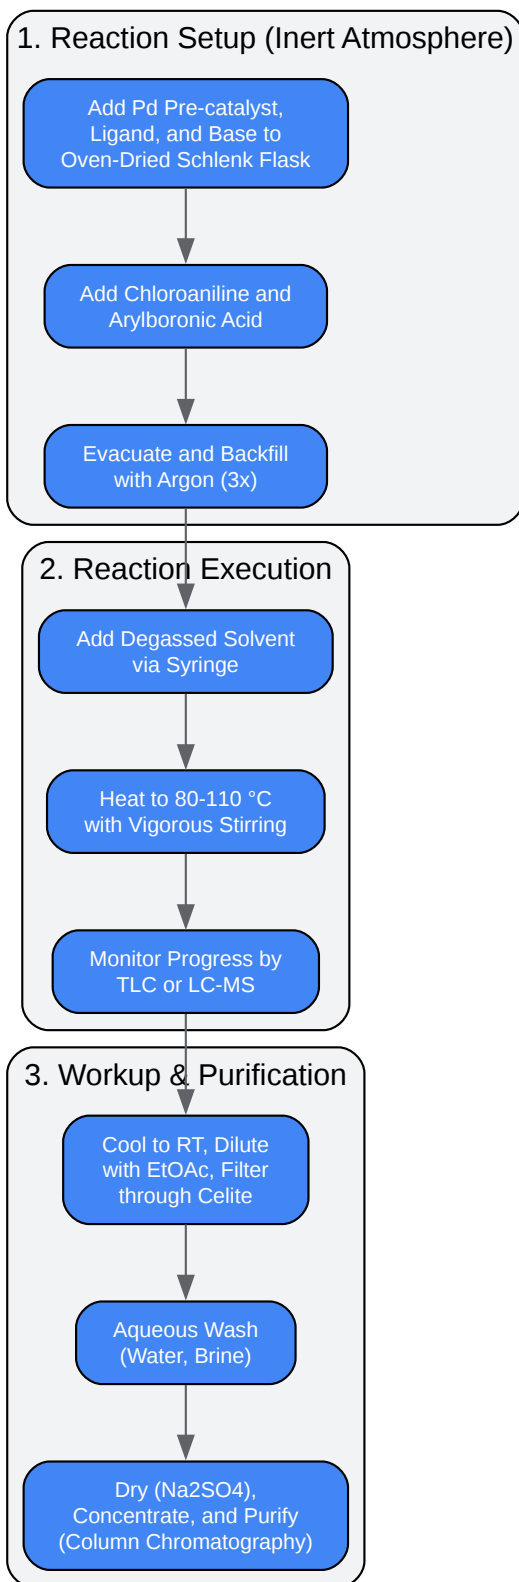 1. Reaction Setup (Inert Atmosphere)
Add Pd Pre-catalyst,
Ligand, and Base to
Oven-Dried Schlenk Flask
Add Chloroaniline and
Arylboronic Acid
Evacuate and Backfill
with Argon (3x)
2. Reaction Execution
Add Degassed Solvent
via Syringe
Heat to 80-110 °C
with Vigorous Stirring
Monitor Progress by
TLC or LC-MS
3. Workup & Purification
Cool to RT, Dilute
with EtOAc, Filter
through Celite
Aqueous Wash
(Water, Brine)
Dry (Na2SO4),
Concentrate, and Purify
(Column Chromatography)